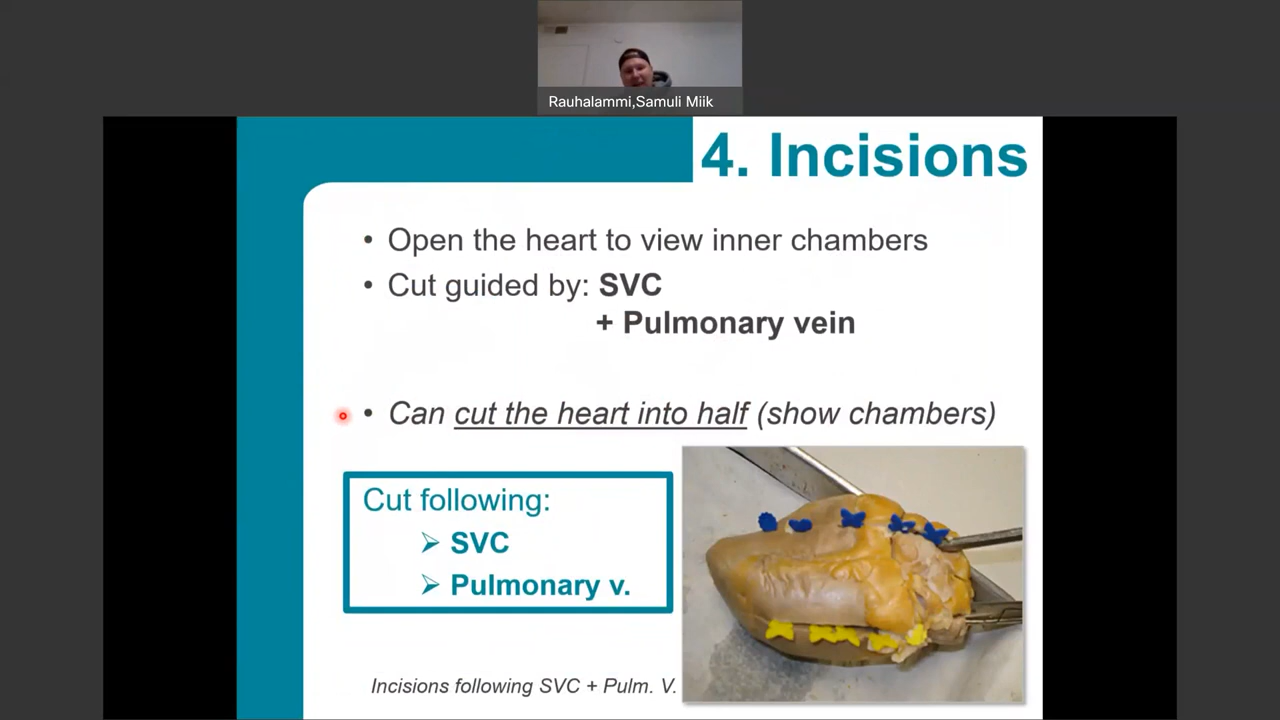 Rauhalammi,Samuli Miik
4. Incisions
• Open the heart to view inner chambers
• Cut guided by: SVC
+ Pulmonary vein
• Can cut the heart into half (show chambers)
Cut following:
➢ SVC
➢ Pulmonary v.
Incisions following SVC + Pulm. V.